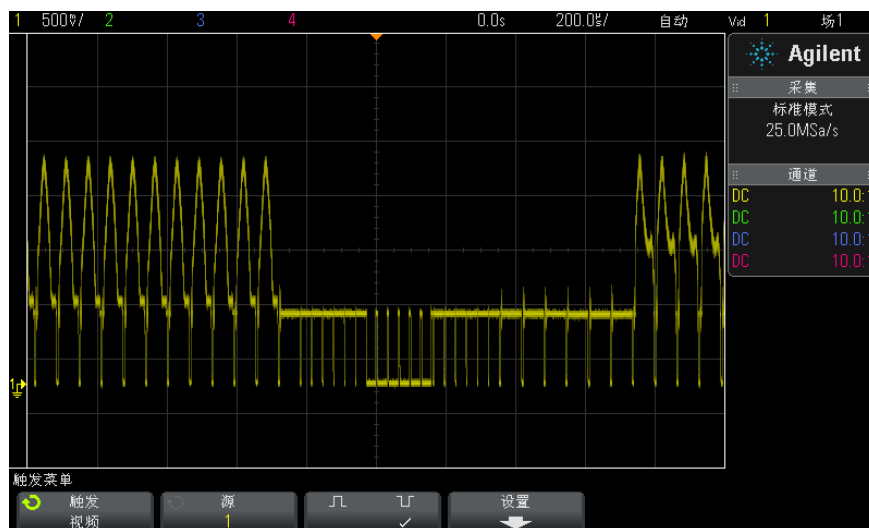 1 500mV/ 2 3 4 0.0s 200.0us/ 自动 Vid 1 场1
Agilent
采集
标准模式
25.0MSa/s
通道
DC 10.0:
DC 10.0:
DC 10.0:
DC 10.0:
1
触发菜单
触发 源 设置
视频 1